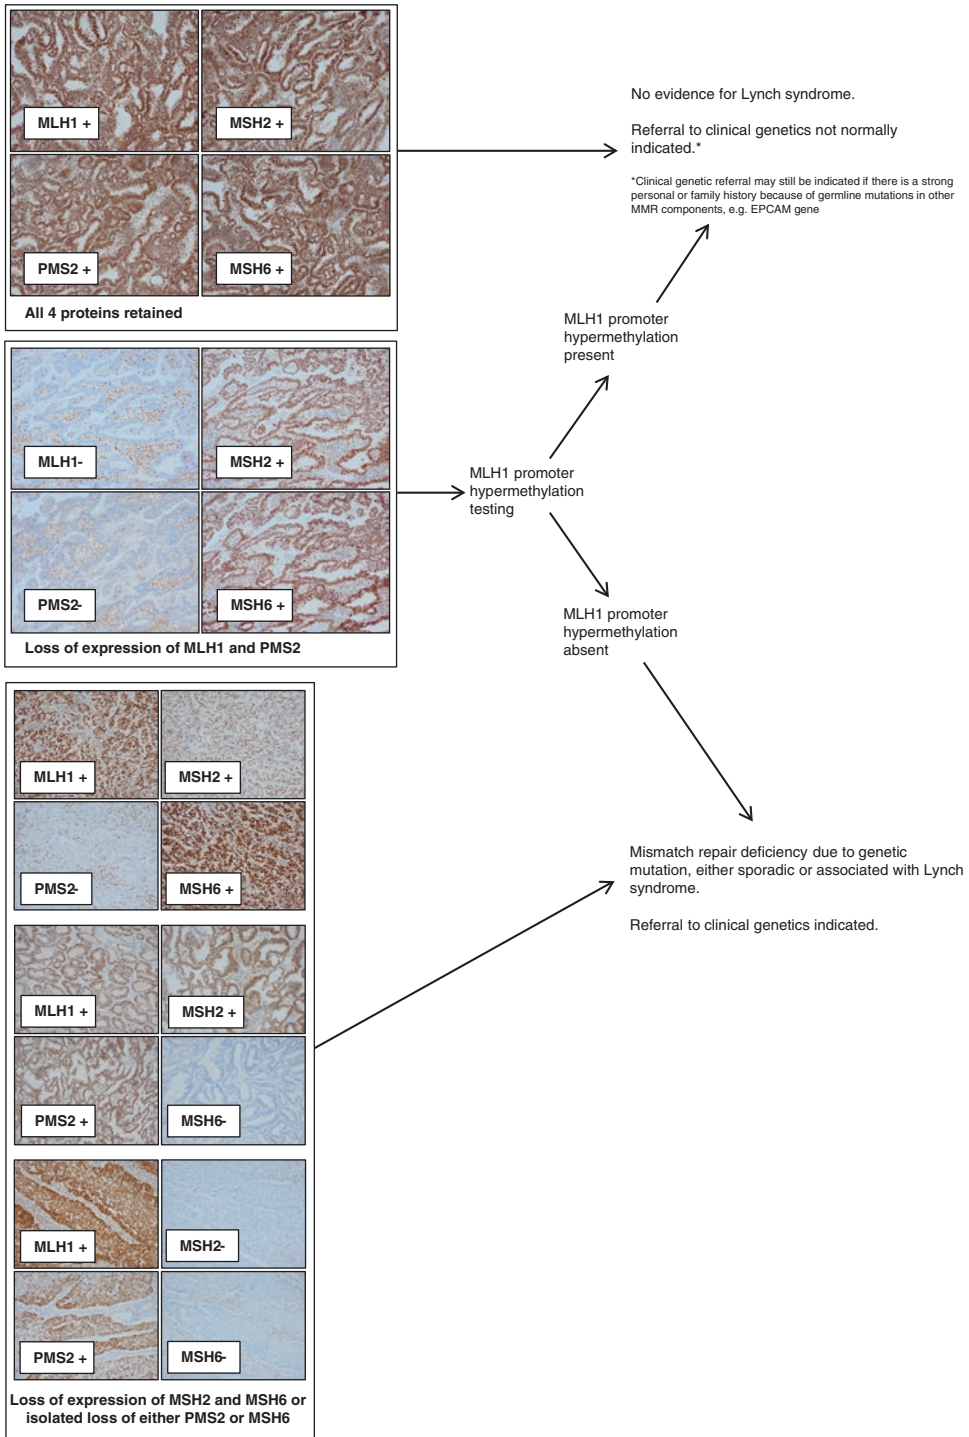 MLH1 +
MSH2 +
PMS2 +
MSH6 +
All 4 proteins retained
No evidence for Lynch syndrome.
Referral to clinical genetics not normally
indicated.*
*Clinical genetic referral may still be indicated if there is a strong
personal or family history because of germline mutations in other
MMR components, e.g. EPCAM gene
MLH1 promoter
hypermethylation
present
MLH1-
MSH2 +
PMS2-
MSH6 +
Loss of expression of MLH1 and PMS2
MLH1 promoter
hypermethylation
testing
MLH1 promoter
hypermethylation
absent
MLH1 +
MSH2 +
PMS2-
MSH6 +
MLH1 +
MSH2 +
PMS2 +
MSH6-
MLH1 +
MSH2-
PMS2 +
MSH6-
Loss of expression of MSH2 and MSH6 or
isolated loss of either PMS2 or MSH6
Mismatch repair deficiency due to genetic
mutation, either sporadic or associated with Lynch
syndrome.
Referral to clinical genetics indicated.